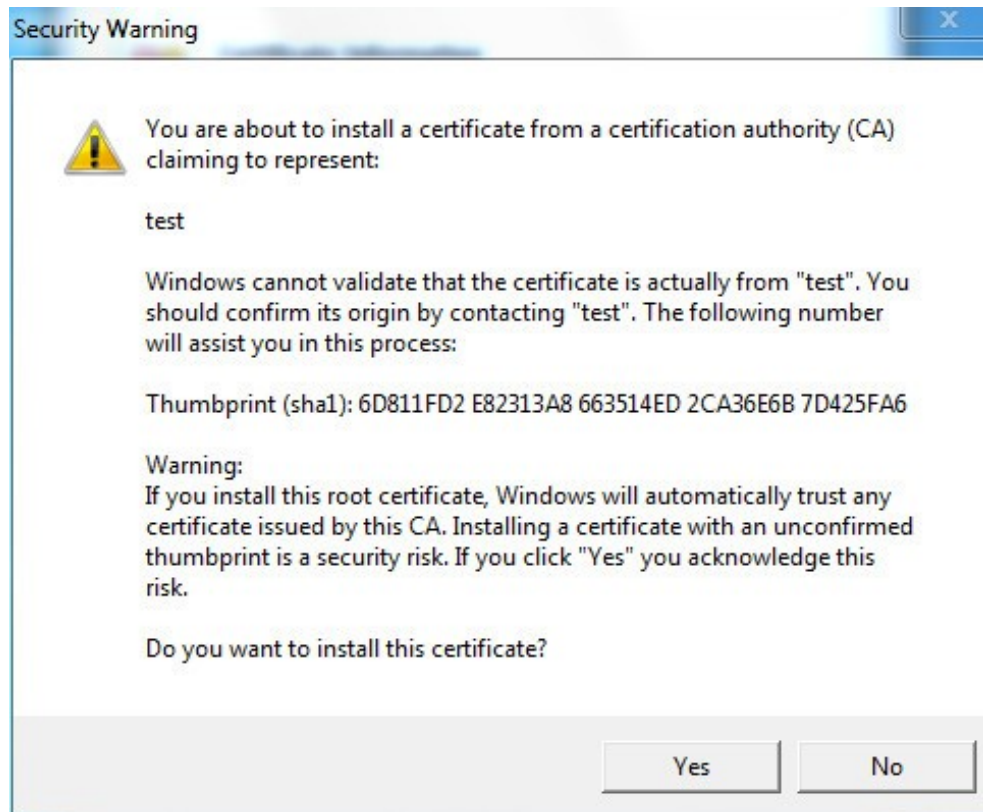 Security Warning
You are about to install a certificate from a certification authority (CA)
claiming to represent:
test
Windows cannot validate that the certificate is actually from "test". You
should confirm its origin by contacting "test". The following number
will assist you in this process:
Thumbprint (sha1): 6D811FD2 E82313A8 663514ED 2CA36E6B 7D425FA6
Warning:
If you install this root certificate, Windows will automatically trust any
certificate issued by this CA. Installing a certificate with an unconfirmed
thumbprint is a security risk. If you click "Yes" you acknowledge this
risk.
Do you want to install this certificate?
Yes No